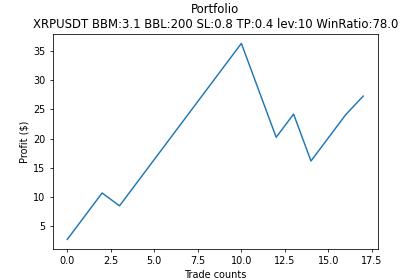 Portfolio
XRPUSDT BBM:3.1 BBL:200 SL:0.8 TP:0.4 lev:10 WinRatio:78.0
35
30
25
20
15
10
5
Profit ($)
0.0 2.5 5.0 7.5 10.0 12.5 15.0 17.5
Trade counts